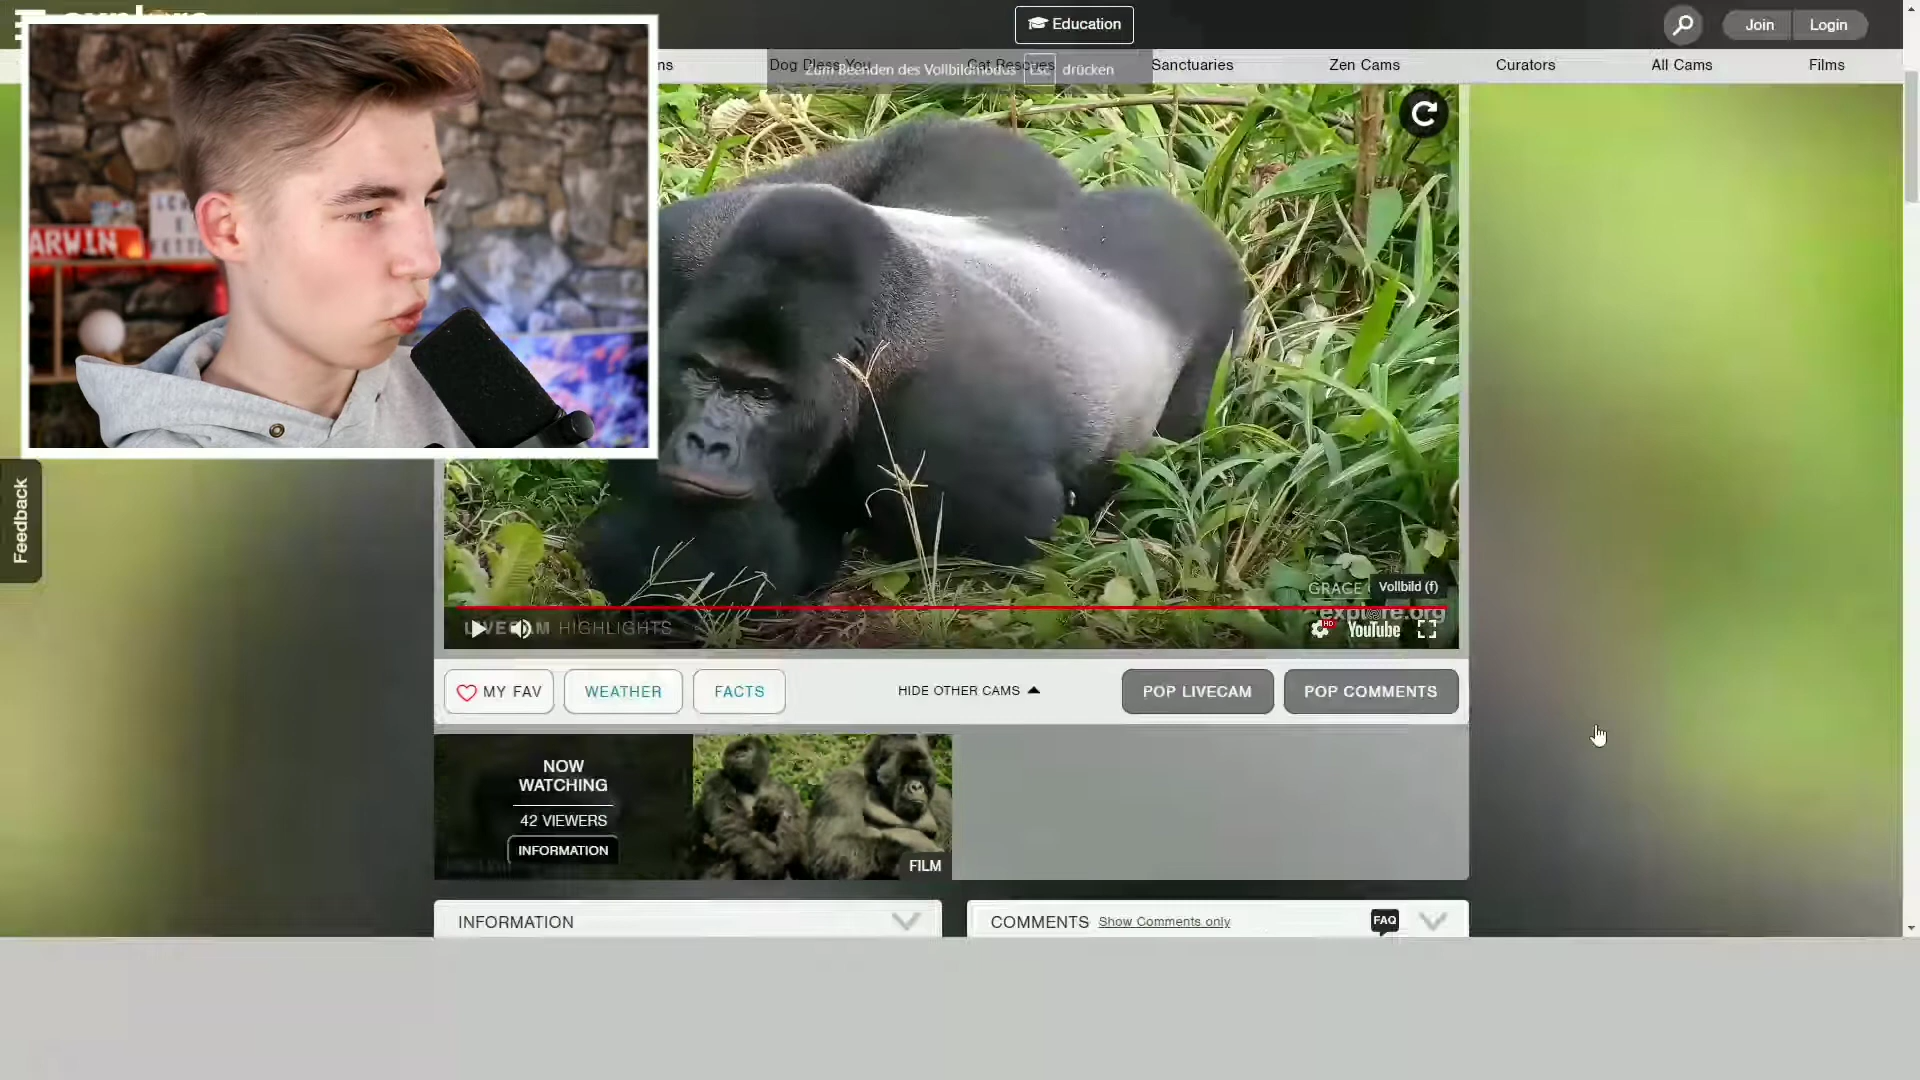 Education
Join
Login
ns
Dog Bless You
Cat Rescues
Sanctuaries
Zen Cams
Curators
All Cams
Films
Zum Beenden des Vollbildmodus Esc drücken
ARWIN
Feedback
GRACE
Vollbild (f)
explore.org
LIVECAM HIGHLIGHTS
HD
YouTube
MY FAV
WEATHER
FACTS
HIDE OTHER CAMS
POP LIVECAM
POP COMMENTS
NOW
WATCHING
42 VIEWERS
INFORMATION
FILM
INFORMATION
COMMENTS
Show Comments only
FAQ